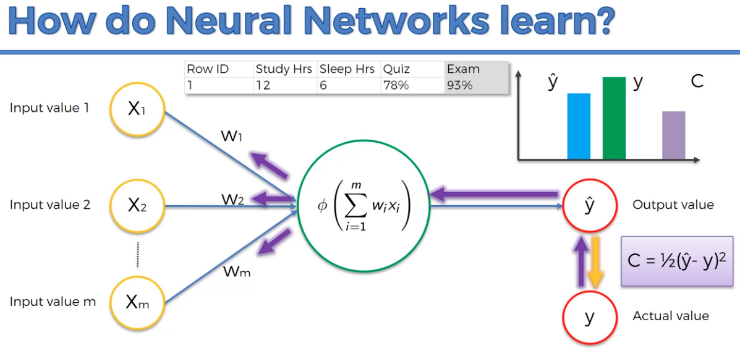 How do Neural Networks learn?
Row ID Study Hrs Sleep Hrs Quiz Exam
1 12 6 78% 93%
ŷ y C
Input value 1 X1
W1
Input value 2 X2 W2 ϕ(∑ᵐᵢ₌₁ wᵢxᵢ) ŷ Output value
C = ½(ŷ- y)²
Wm
Input value m Xm y Actual value